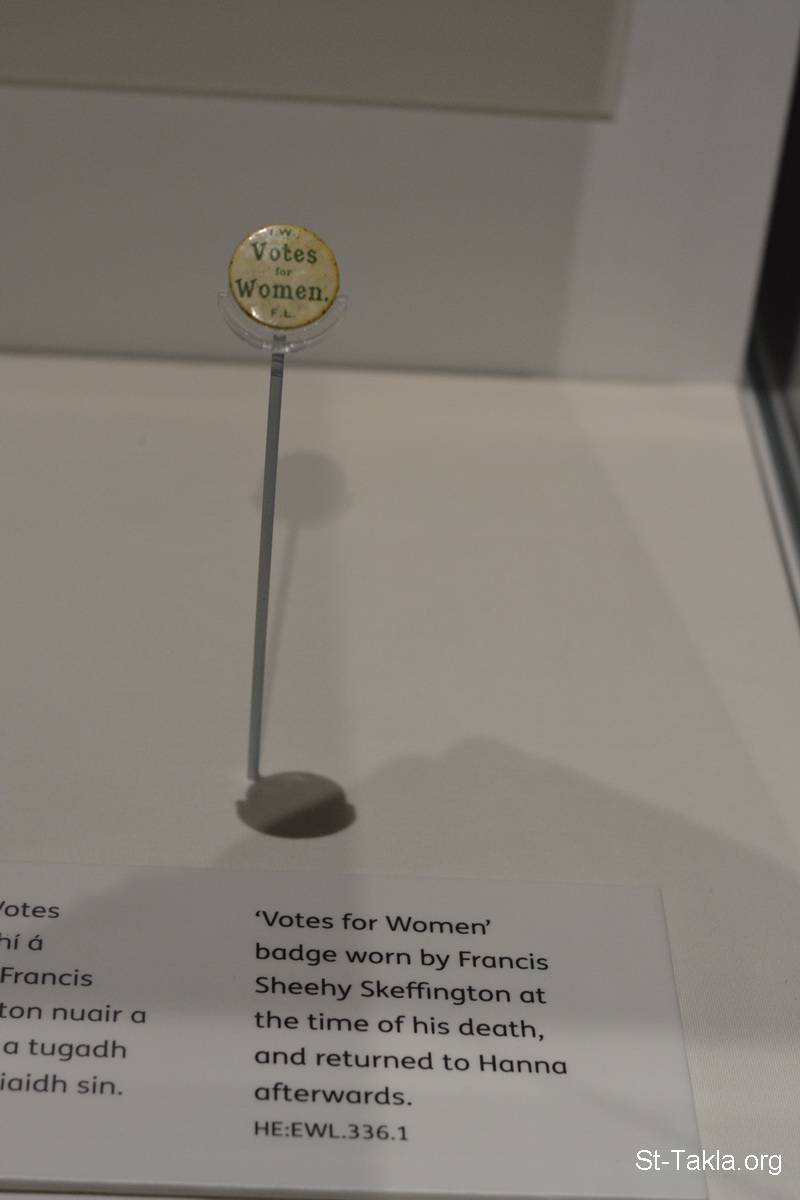 I.W.
Votes
for
Women.
F.L.
Votes
hí á
Francis
ton nuair a
a tugadh
iaidh sin.
‘Votes for Women’
badge worn by Francis
Sheehy Skeffington at
the time of his death,
and returned to Hanna
afterwards.
HE:EWL.336.1
St-Takla.org